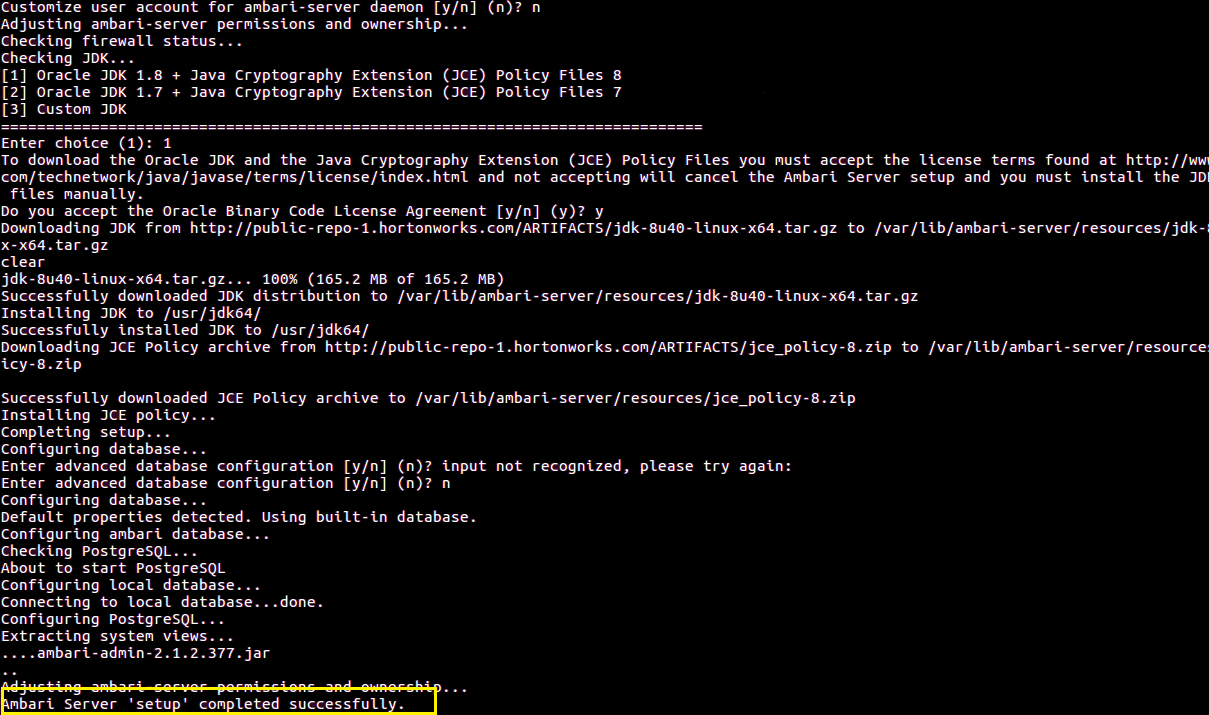 Customize user account for ambari-server daemon [y/n] (n)? n
Adjusting ambari-server permissions and ownership...
Checking firewall status...
Checking JDK...
[1] Oracle JDK 1.8 + Java Cryptography Extension (JCE) Policy Files 8
[2] Oracle JDK 1.7 + Java Cryptography Extension (JCE) Policy Files 7
[3] Custom JDK
==============================================================================
Enter choice (1): 1
To download the Oracle JDK and the Java Cryptography Extension (JCE) Policy Files you must accept the license terms found at http://www
com/technetwork/java/javase/terms/license/index.html and not accepting will cancel the Ambari Server setup and you must install the JD
 files manually.
Do you accept the Oracle Binary Code License Agreement [y/n] (y)? y
Downloading JDK from http://public-repo-1.hortonworks.com/ARTIFACTS/jdk-8u40-linux-x64.tar.gz to /var/lib/ambari-server/resources/jdk-8
x-x64.tar.gz
clear
jdk-8u40-linux-x64.tar.gz... 100% (165.2 MB of 165.2 MB)
Successfully downloaded JDK distribution to /var/lib/ambari-server/resources/jdk-8u40-linux-x64.tar.gz
Installing JDK to /usr/jdk64/
Successfully installed JDK to /usr/jdk64/
Downloading JCE Policy archive from http://public-repo-1.hortonworks.com/ARTIFACTS/jce_policy-8.zip to /var/lib/ambari-server/resources
icy-8.zip
Successfully downloaded JCE Policy archive to /var/lib/ambari-server/resources/jce_policy-8.zip
Installing JCE policy...
Completing setup...
Configuring database...
Enter advanced database configuration [y/n] (n)? input not recognized, please try again:
Enter advanced database configuration [y/n] (n)? n
Configuring database...
Default properties detected. Using built-in database.
Configuring ambari database...
Checking PostgreSQL...
About to start PostgreSQL
Configuring local database...
Connecting to local database...done.
Configuring PostgreSQL...
Extracting system views...
....ambari-admin-2.1.2.377.jar
..
Adjusting ambari-server permissions and ownership...
Ambari Server 'setup' completed successfully.